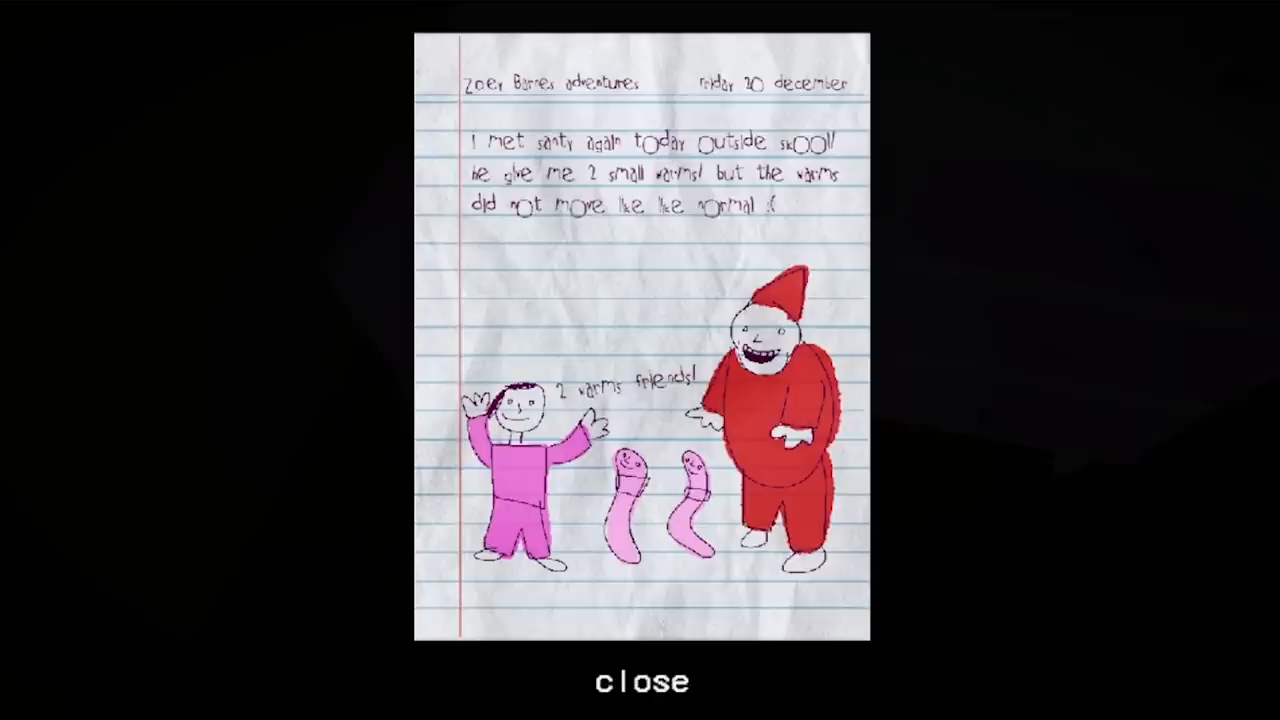 Zoey Barnes adventures friday 20 december
I met santy again today outside skool!
he give me 2 small warms! but the warms
did not move like like normal :(
2 warms friends!
close